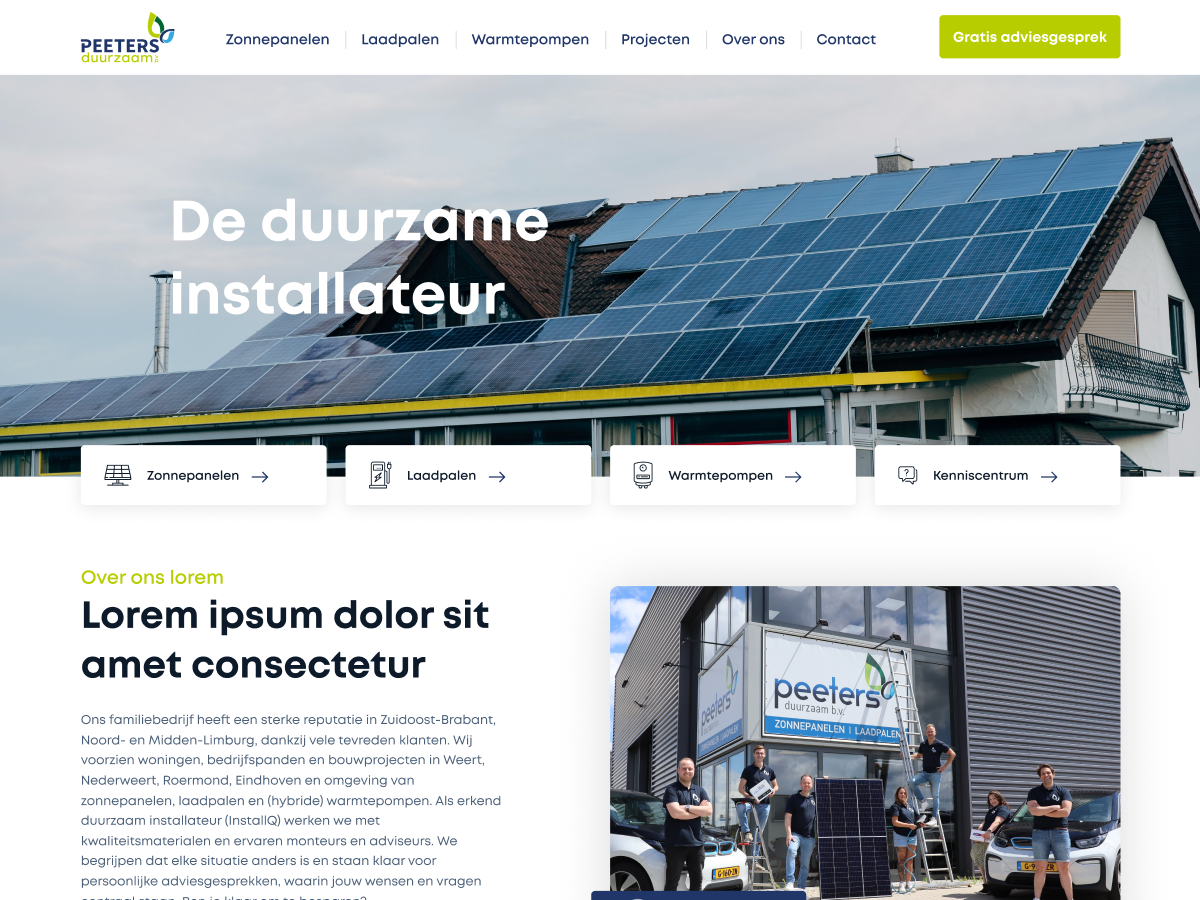 PEETERS
duurzaam
Zonnepanelen
Laadpalen
Warmtepompen
Projecten
Over ons
Contact
Gratis adviesgesprek
De duurzame
installateur
Zonnepanelen
Laadpalen
Warmtepompen
Kenniscentrum
Over ons lorem
Lorem ipsum dolor sit
amet consectetur
Ons familiebedrijf heeft een sterke reputatie in Zuidoost-Brabant,
Noord- en Midden-Limburg, dankzij vele tevreden klanten. Wij
voorzien woningen, bedrijfspanden en bouwprojecten in Weert,
Nederweert, Roermond, Eindhoven en omgeving van
zonnepanelen, laadpalen en (hybride) warmtepompen. Als erkend
duurzaam installateur (InstallQ) werken we met
kwaliteitsmaterialen en ervaren monteurs en adviseurs. We
begrijpen dat elke situatie anders is en staan klaar voor
persoonlijke adviesgesprekken, waarin jouw wensen en vragen
peeters
duurzaam b.v.
ZONNEPANELEN | LAADPALEN
peeters